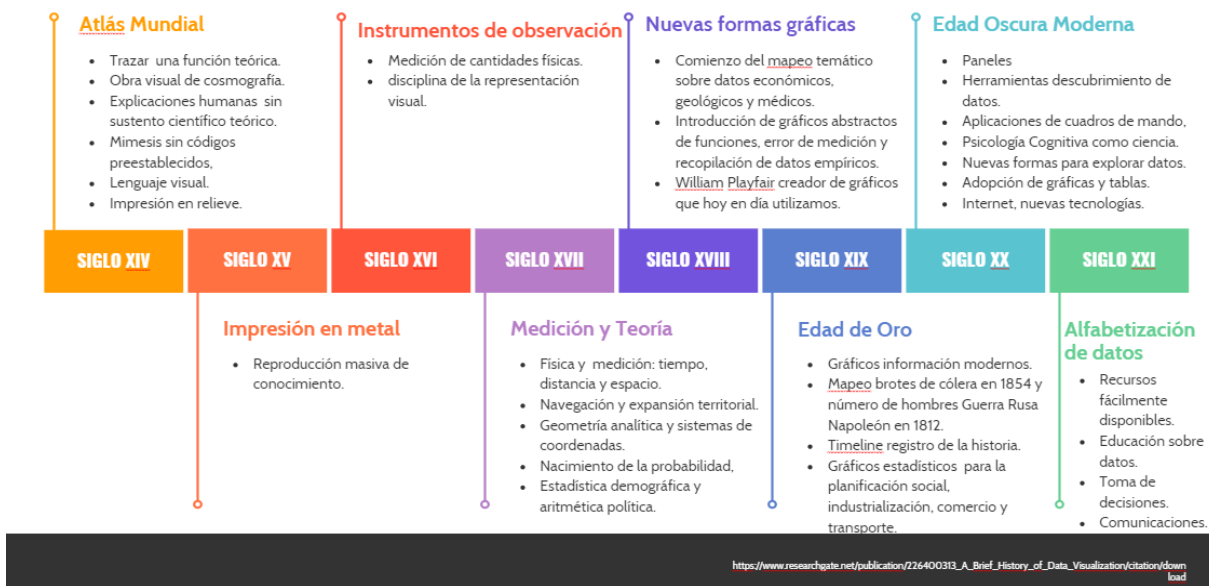 Atlás Mundial
• Trazar una función teórica.
• Obra visual de cosmografía.
• Explicaciones humanas sin
sustento científico teórico.
• Mimesis sin códigos
preestablecidos,
• Lenguaje visual.
• Impresión en relieve.
Instrumentos de observación
• Medición de cantidades físicas.
• disciplina de la representación
visual.
Nuevas formas gráficas
• Comienzo del mapeo temático
sobre datos económicos,
geológicos y médicos.
• Introducción de gráficos abstractos
de funciones, error de medición y
recopilación de datos empíricos.
• William Playfair creador de gráficos
que hoy en día utilizamos.
Edad Oscura Moderna
• Paneles
• Herramientas descubrimiento de
datos.
• Aplicaciones de cuadros de mando,
• Psicología Cognitiva como ciencia.
• Nuevas formas para explorar datos.
• Adopción de gráficas y tablas.
• Internet, nuevas tecnologías.
SIGLO XIV
SIGLO XV
SIGLO XVI
SIGLO XVII
SIGLO XVIII
SIGLO XIX
SIGLO XX
SIGLO XXI
Impresión en metal
• Reproducción masiva de
conocimiento.
Medición y Teoría
• Física y medición: tiempo,
distancia y espacio.
• Navegación y expansión territorial.
• Geometría analítica y sistemas de
coordenadas.
• Nacimiento de la probabilidad,
• Estadística demográfica y
aritmética política.
Edad de Oro
• Gráficos información modernos.
• Mapeo brotes de cólera en 1854 y
número de hombres Guerra Rusa
Napoleón en 1812.
• Timeline registro de la historia.
• Gráficos estadísticos para la
planificación social,
industrialización, comercio y
transporte.
Alfabetización
de datos
• Recursos
fácilmente
disponibles.
• Educación sobre
datos.
• Toma de
decisiones.
• Comunicaciones.
https://www.researchgate.net/publication/226400313_A_Brief_History_of_Data_Visualization/citation/down
load